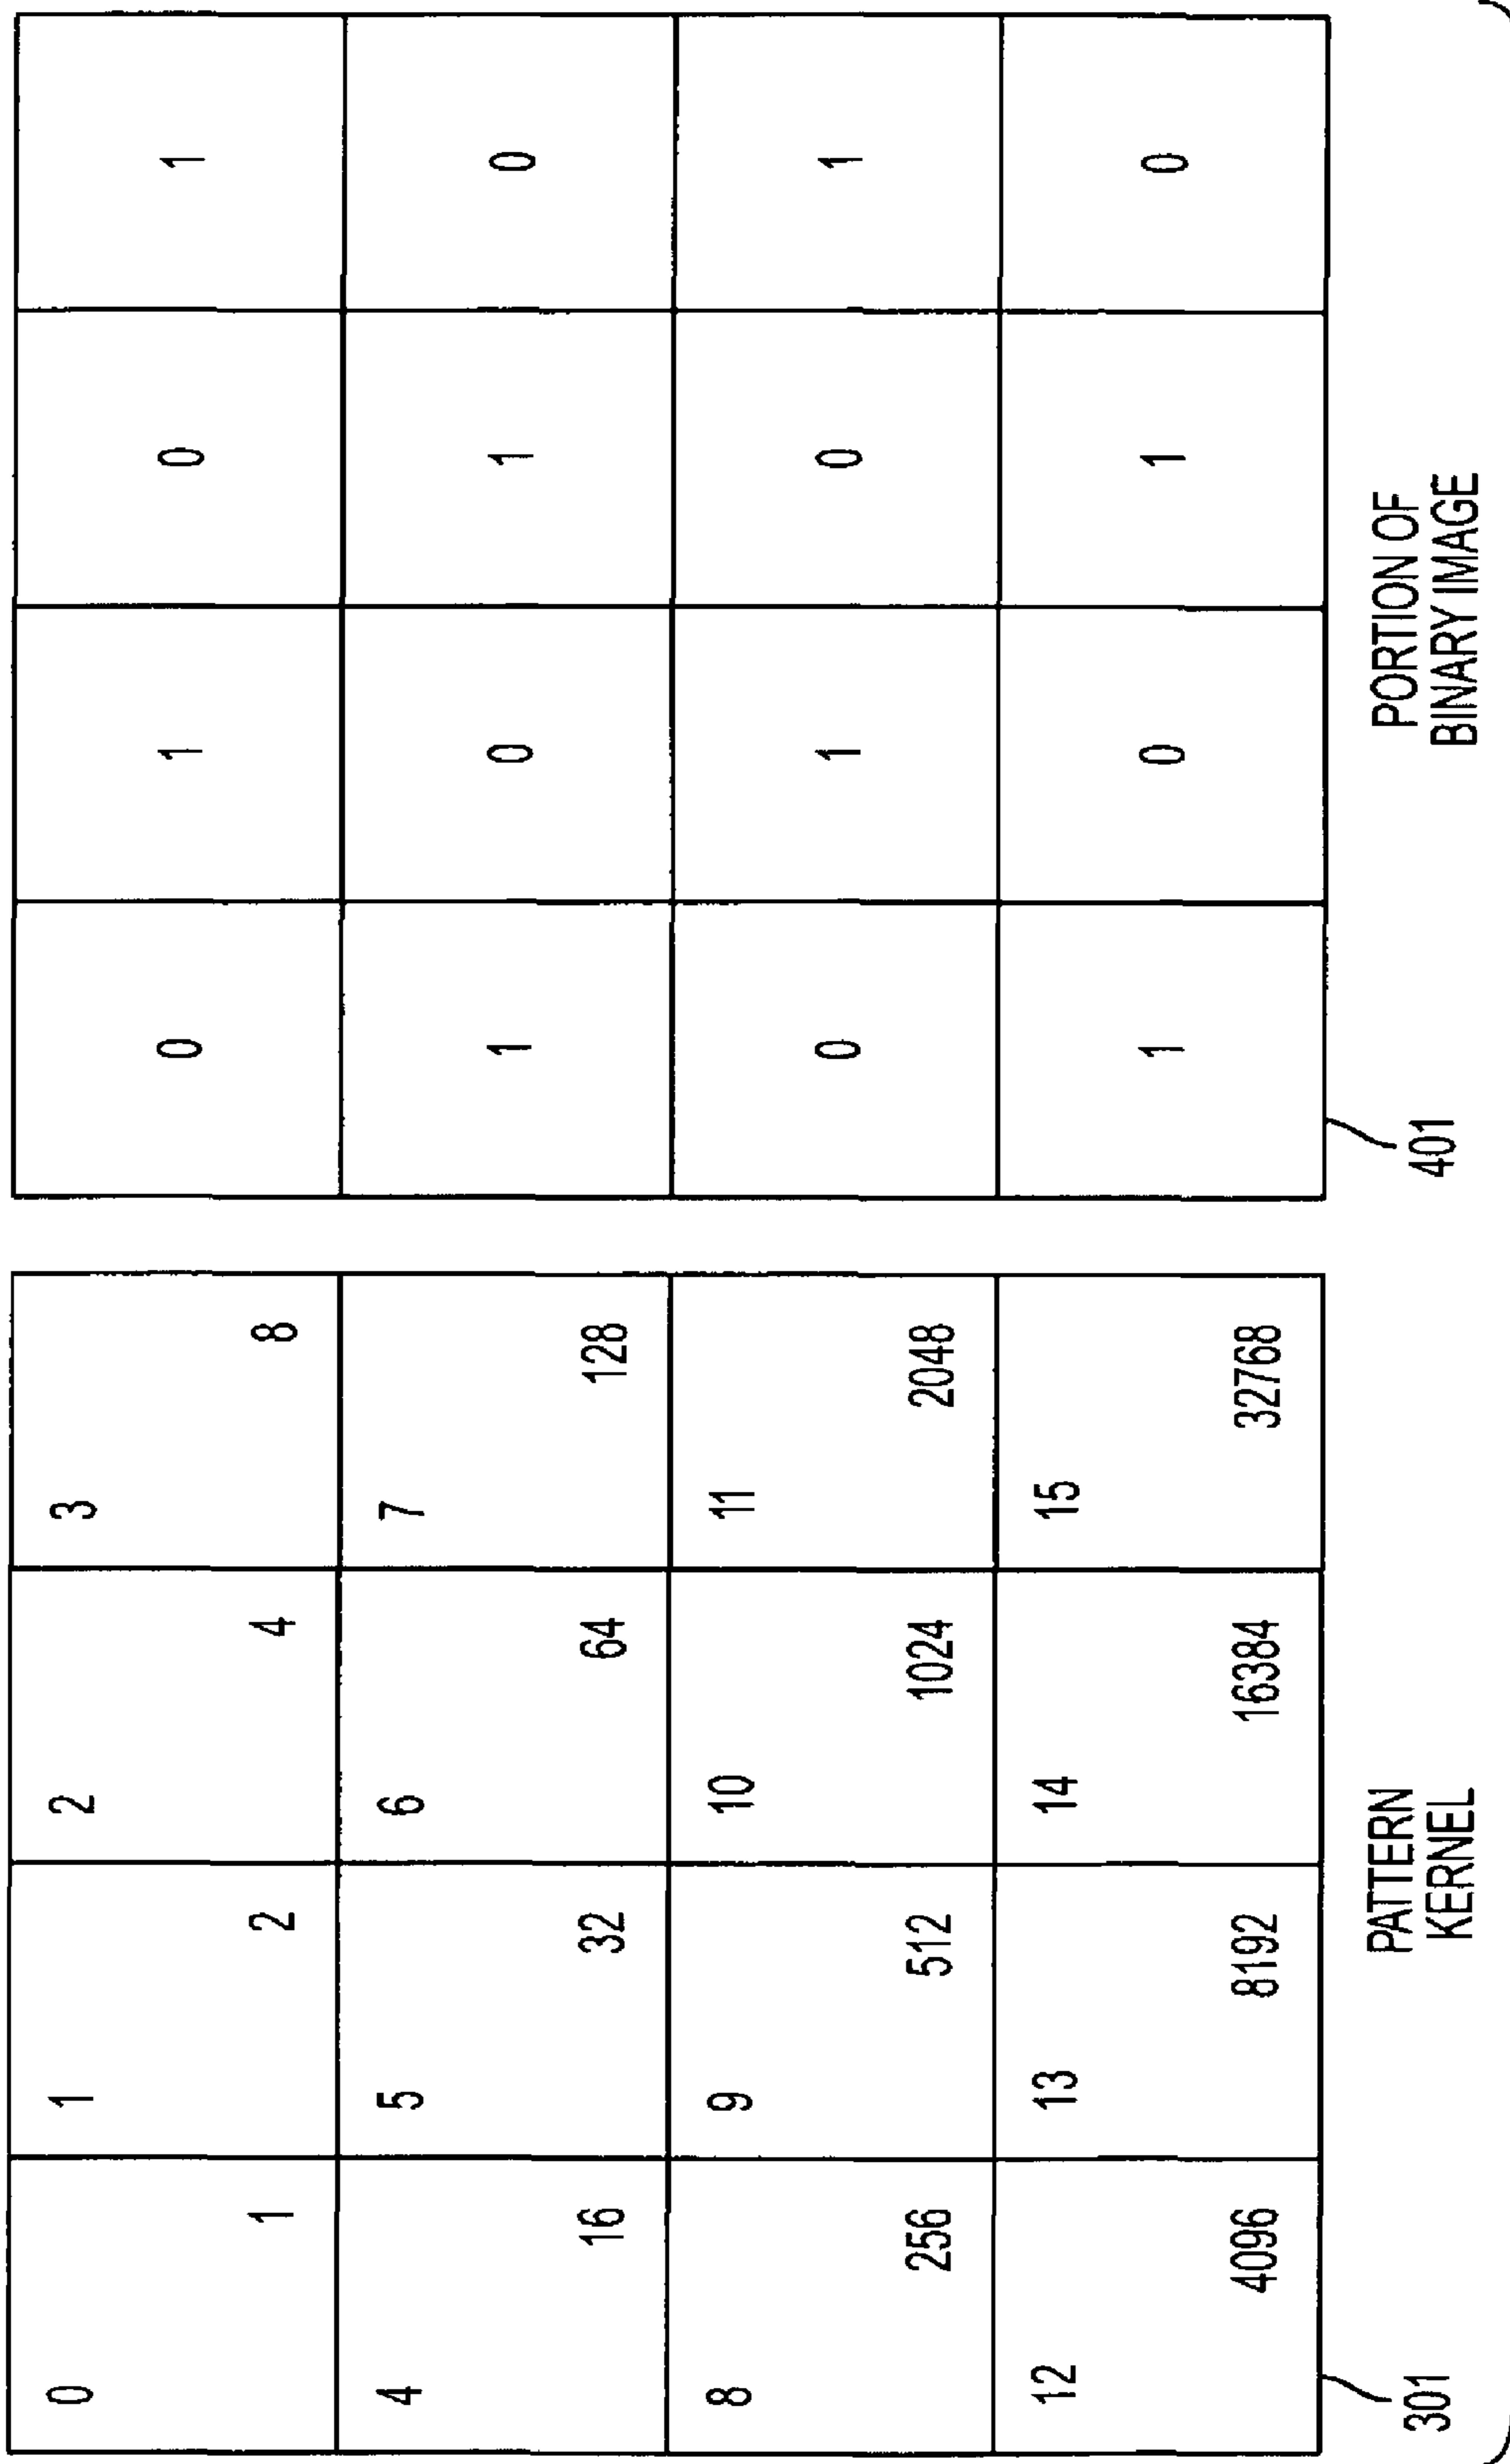 0 1 2 3
1 2 4 8
4 5 6 7
16 32 64 128
8 9 10 11
256 512 1024 2048
12 13 14 15
4096 8192 16384 32768
301
PATTERN
KERNEL
0 1 0 1
1 0 1 0
0 1 0 1
1 0 1 0
401
PORTION OF
BINARY IMAGE